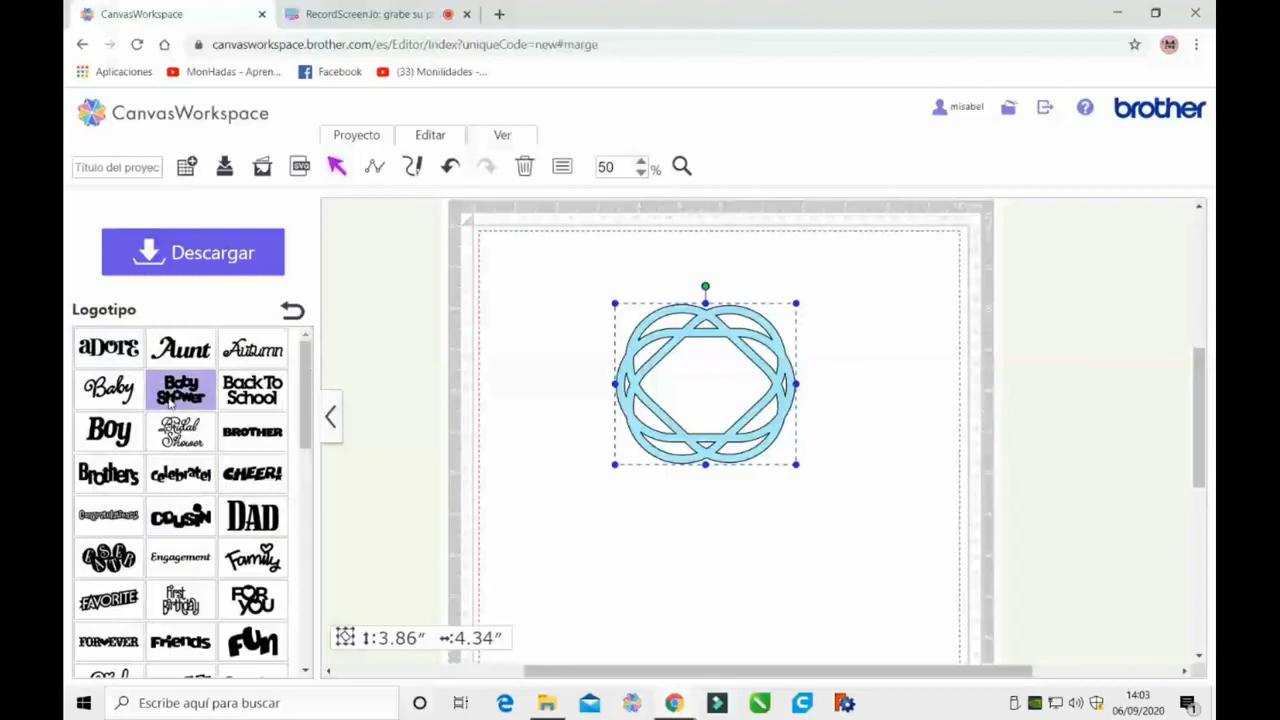 CanvasWorkspace
RecordScreen.io: grabe su p
canvasworkspace.brother.com/es/Editor/Index?uniqueCode=new#marge
Aplicaciones
MonHadas - Apren...
Facebook
(33) Monilidades -...
CanvasWorkspace
misabel
brother
Proyecto
Editar
Ver
Título del proyec
SVG
50
%
Descargar
Logotipo
ADORE
Aunt
Autumn
Baby
Baby Shower
Back To School
Boy
Bridal Shower
BROTHER
Brothers
Celebrate!
CHEER!
Congratulations!
COUSIN
DAD
EASTER
Engagement
Family
FAVORITE
First Birthday
FOR YOU
FOREVER
Friends
FUN
3.86"
4.34"
Escribe aquí para buscar
14:03
06/09/2020
1